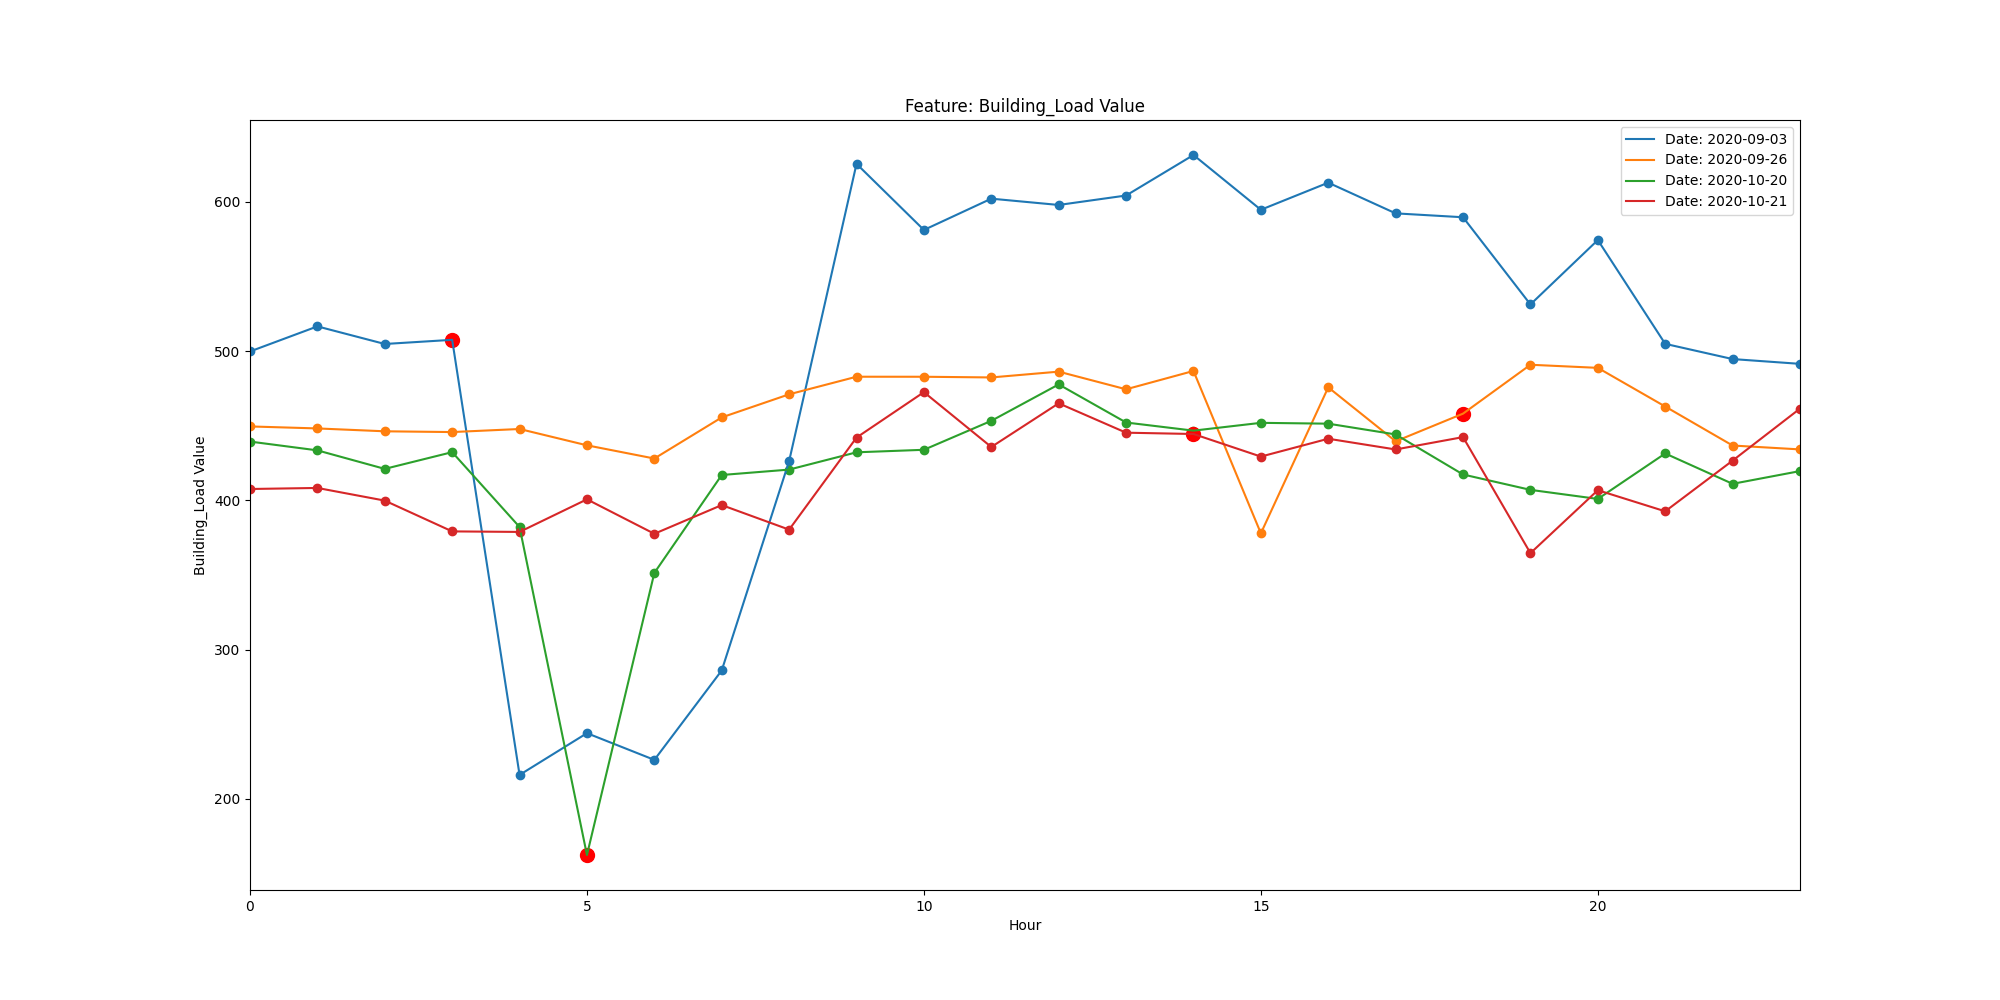 Feature: Building_Load Value
Date: 2020-09-03
Date: 2020-09-26
Date: 2020-10-20
Date: 2020-10-21
600
500
400
300
200
Building_Load Value
0 5 10 15 20
Hour